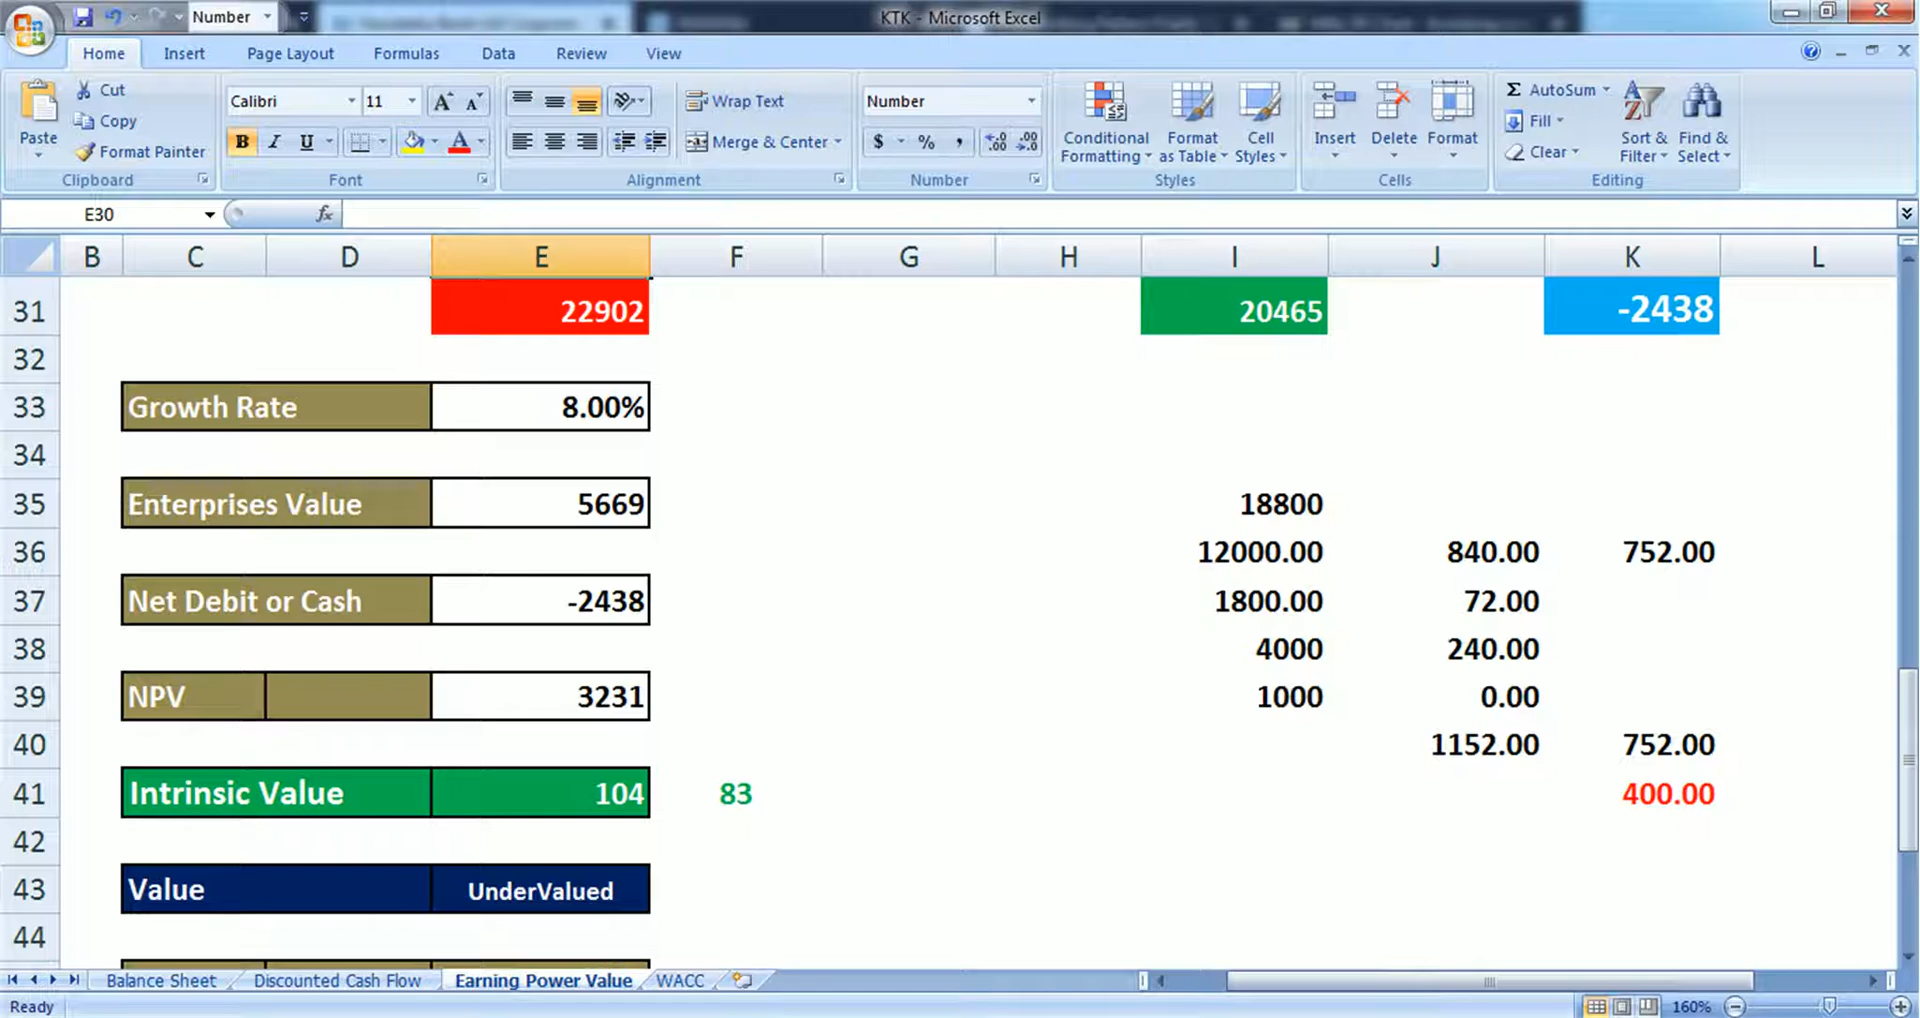 Number
KTK - Microsoft Excel
Home Insert Page Layout Formulas Data Review View
Paste
Cut
Copy
Format Painter
Clipboard
Calibri 11
B I U
Font
Wrap Text
Merge & Center
Alignment
Number
$ % ,
Number
Conditional Formatting
Format as Table
Cell Styles
Styles
Insert Delete Format
Cells
Σ AutoSum
Fill
Clear
Sort & Filter
Find & Select
Editing
E30 fx
B C D E F G H I J K L
31 22902 20465 -2438
32
33 Growth Rate 8.00%
34
35 Enterprises Value 5669 18800
36 12000.00 840.00 752.00
37 Net Debit or Cash -2438 1800.00 72.00
38 4000 240.00
39 NPV 3231 1000 0.00
40 1152.00 752.00
41 Intrinsic Value 104 83 400.00
42
43 Value UnderValued
44
Balance Sheet Discounted Cash Flow Earning Power Value WACC
Ready 160%